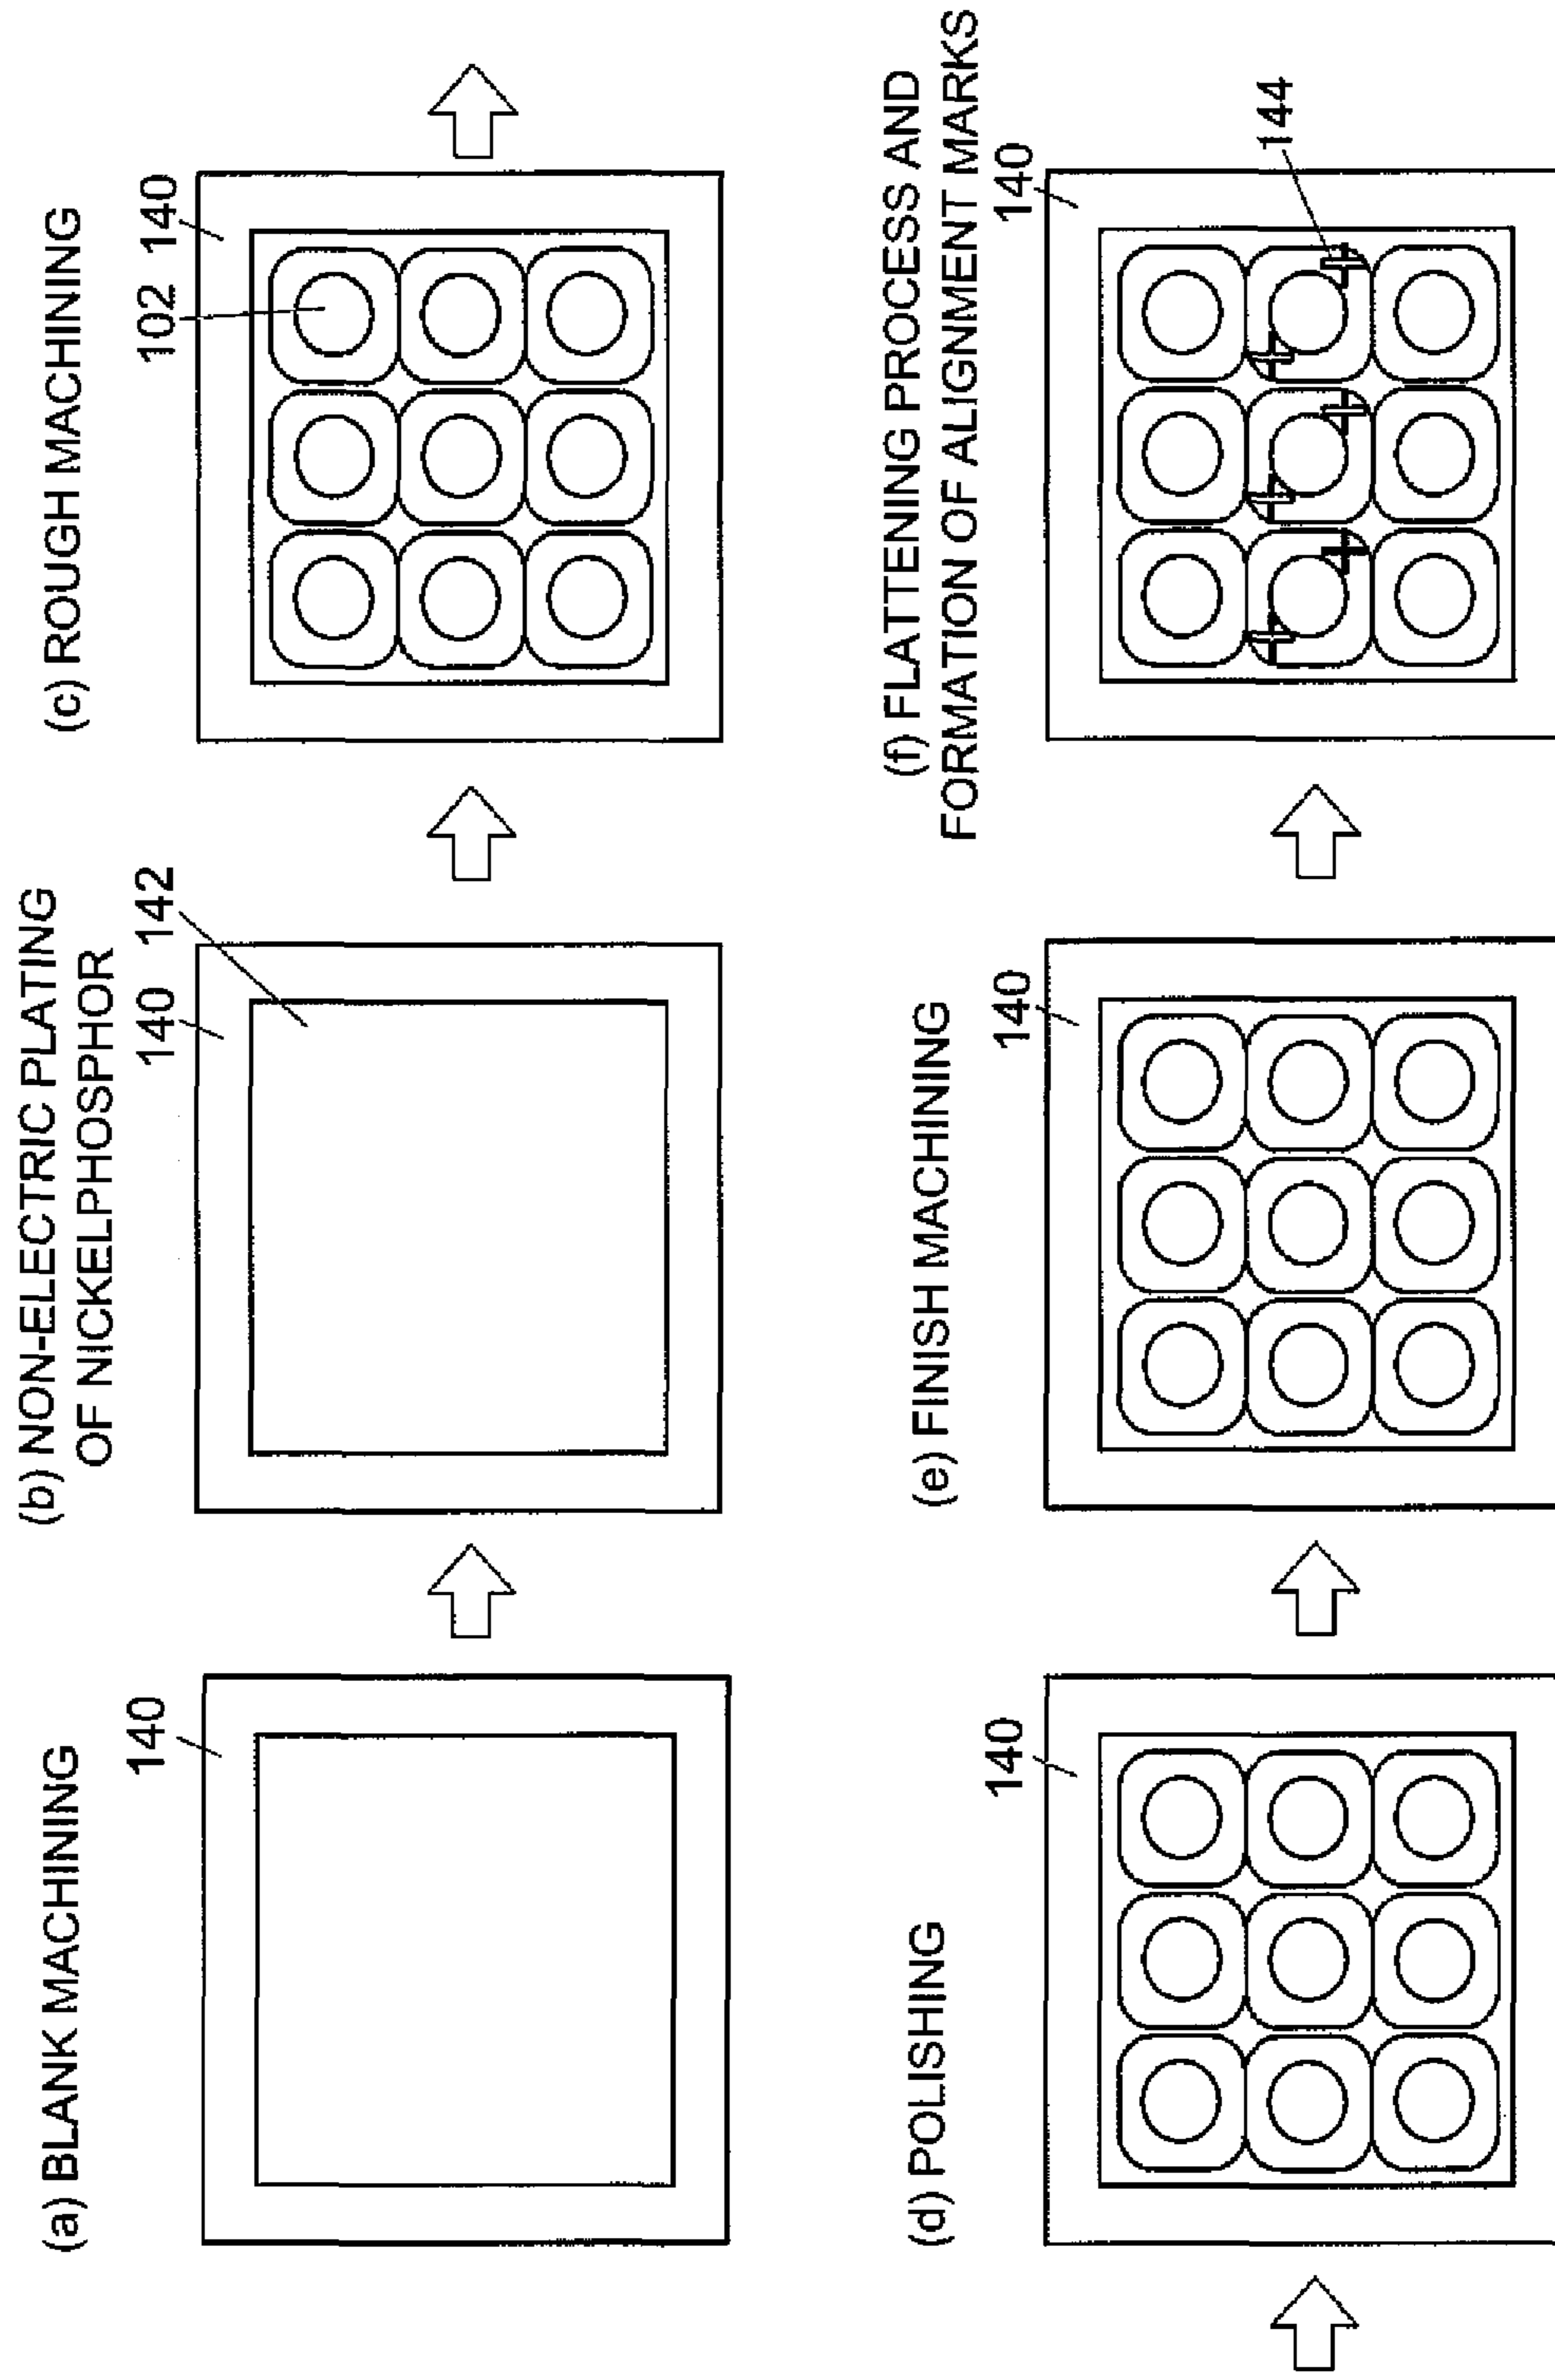 (a) BLANK MACHINING
140
(b) NON-ELECTRIC PLATING
OF NICKELPHOSPHOR
140
142
(c) ROUGH MACHINING
102
140
(d) POLISHING
140
(e) FINISH MACHINING
140
(f) FLATTENING PROCESS AND
FORMATION OF ALIGNMENT MARKS
140
144